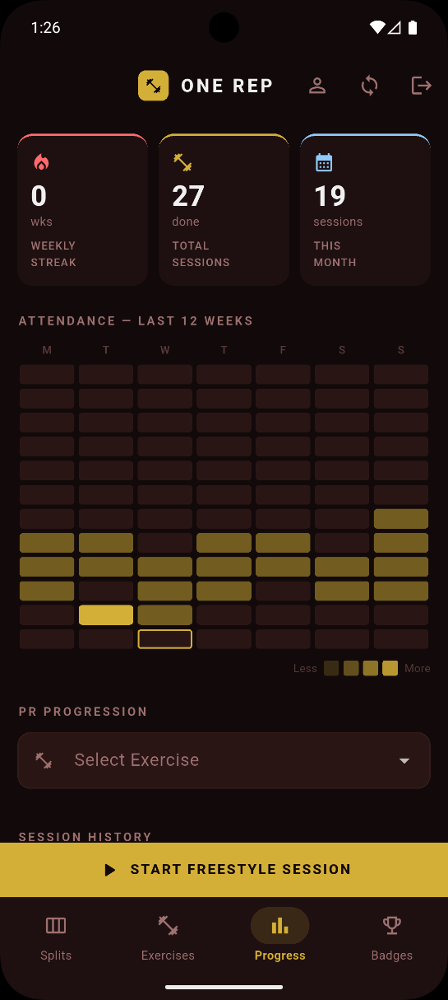 1:26
ONE REP
0
wks
WEEKLY
STREAK
27
done
TOTAL
SESSIONS
19
sessions
THIS
MONTH
ATTENDANCE — LAST 12 WEEKS
M T W T F S S
Less More
PR PROGRESSION
Select Exercise
SESSION HISTORY
START FREESTYLE SESSION
Splits Exercises Progress Badges